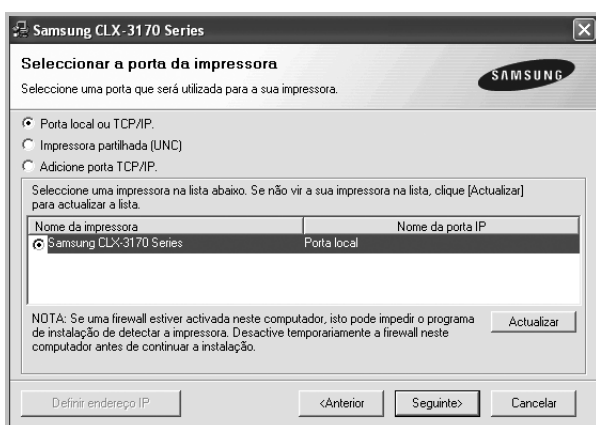 Samsung CLX-3170 Series
Seleccionar a porta da impressora
Seleccione uma porta que será utilizada para a sua impressora.
SAMSUNG
Porta local ou TCP/IP.
Impressora partilhada (UNC)
Adicione porta TCP/IP.
Seleccione uma impressora na lista abaixo. Se não vir a sua impressora na lista, clique [Actualizar]
para actualizar a lista.
Nome da impressora Nome da porta IP
Samsung CLX-3170 Series Porta local
NOTA: Se uma firewall estiver activada neste computador, isto pode impedir o programa
de instalação de detectar a impressora. Desactive temporariamente a firewall neste
computador antes de continuar a instalação.
Actualizar
Definir endereço IP <Anterior Seguinte> Cancelar